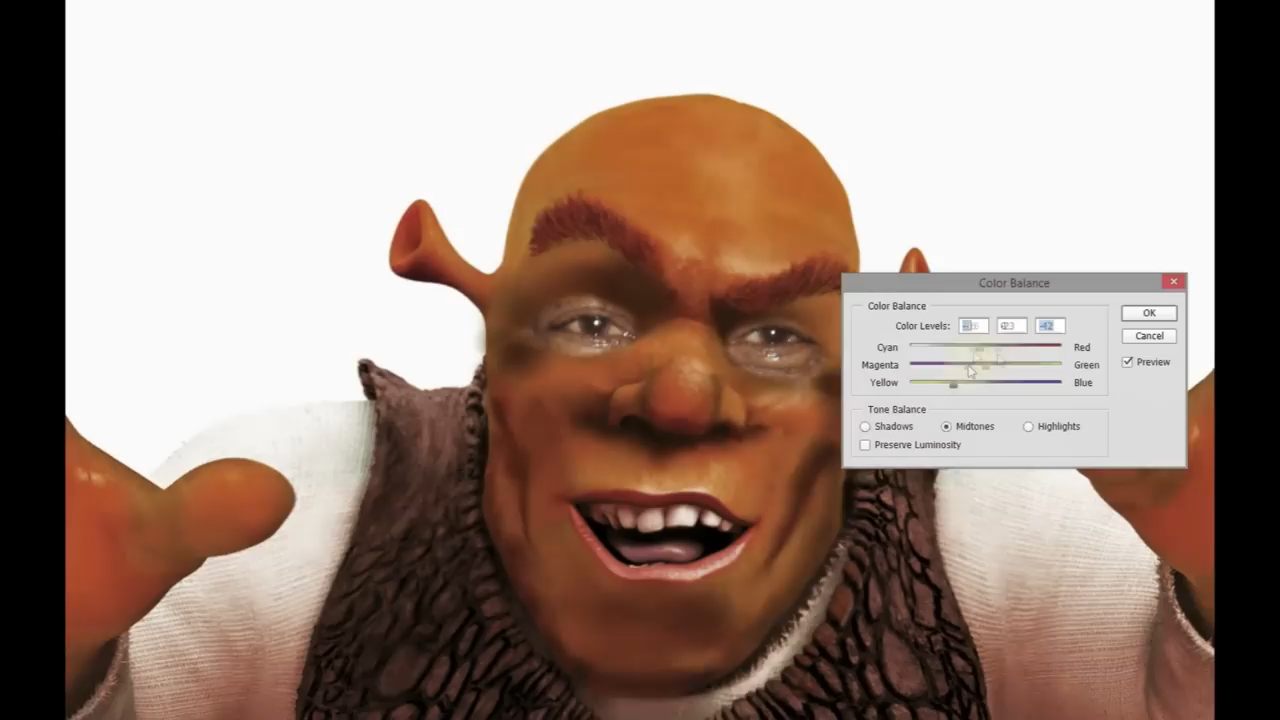 Color Balance
Color Balance
OK
Color Levels: -42
Cancel
Cyan Red
Preview
Magenta Green
Yellow Blue
Tone Balance
Shadows Midtones Highlights
Preserve Luminosity